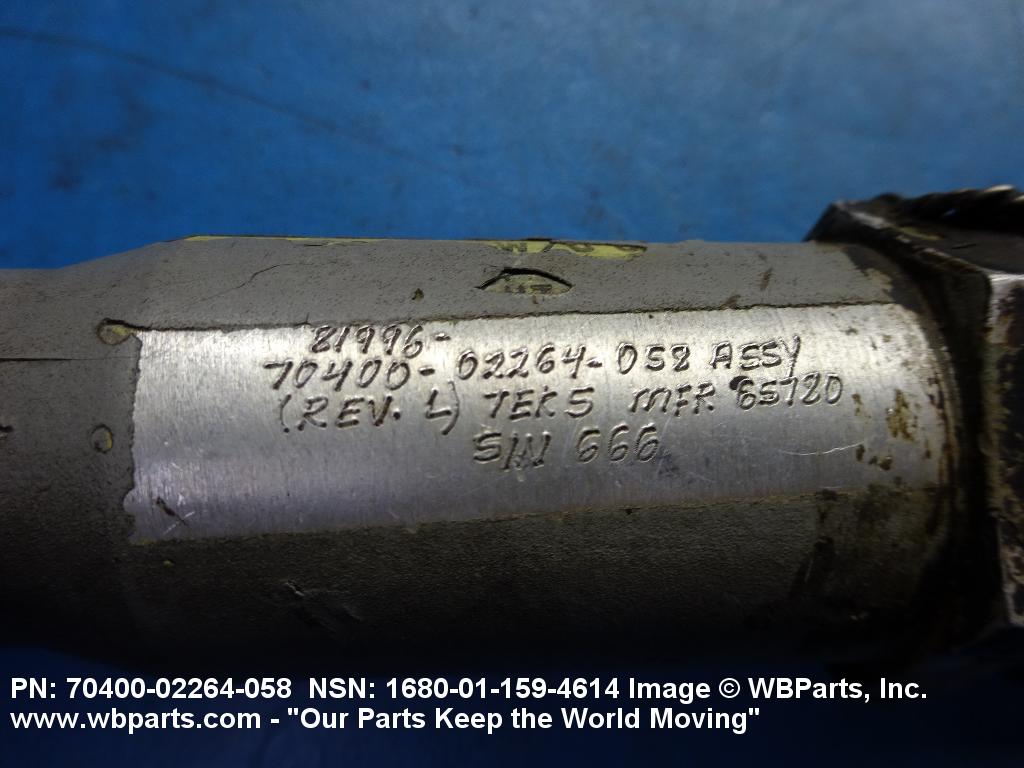 81996-
70400-02264-058 ASSY
(REV. L) TEK5 MFR 65780
S/N 666
PN: 70400-02264-058 NSN: 1680-01-159-4614 Image © WBParts, Inc.
www.wbparts.com - "Our Parts Keep the World Moving"